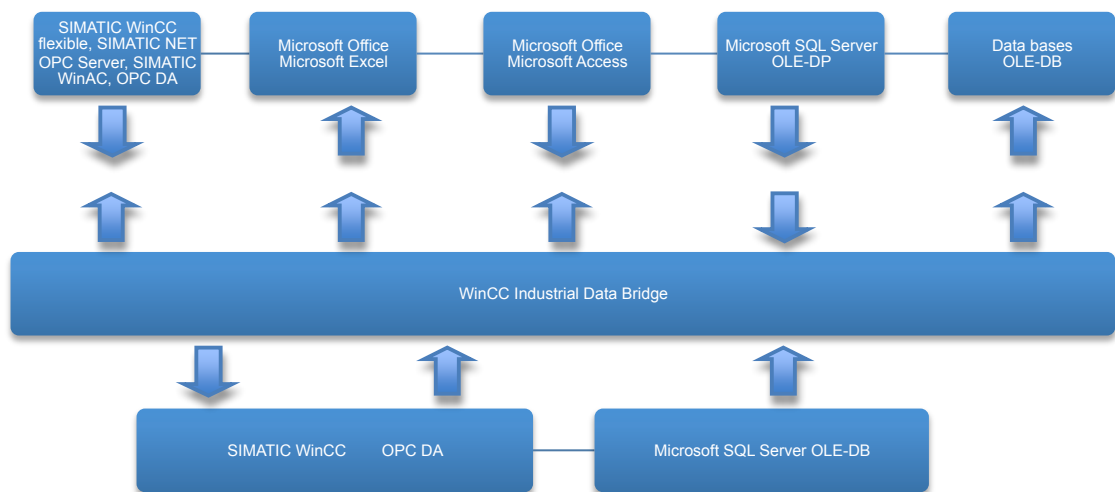 SIMATIC WinCC
flexible, SIMATIC NET
OPC Server, SIMATIC
WinAC, OPC DA
Microsoft Office
Microsoft Excel
Microsoft Office
Microsoft Access
Microsoft SQL Server
OLE-DP
Data bases
OLE-DB
WinCC Industrial Data Bridge
SIMATIC WinCC OPC DA
Microsoft SQL Server OLE-DB